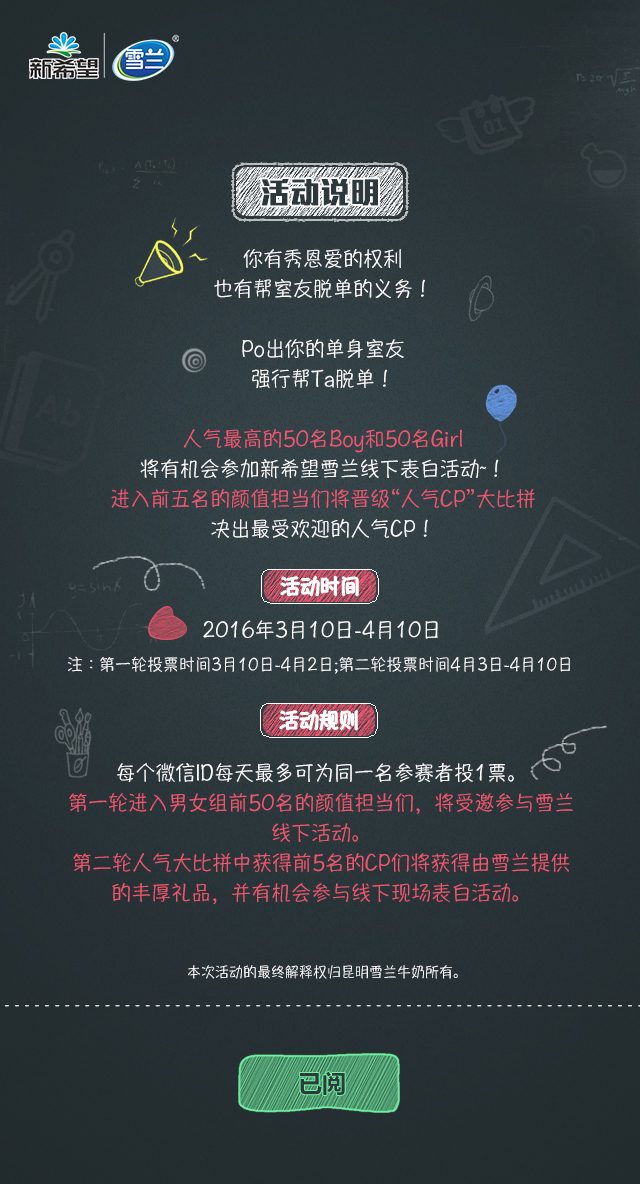 新希望
雪兰®
活动说明
01
你有秀恩爱的权利
也有帮室友脱单的义务！
Po出你的单身室友
强行帮Ta脱单！
A
人气最高的50名Boy和50名Girl
将有机会参加新希望雪兰线下表白活动~！
进入前五名的颜值担当们将晋级“人气CP”大比拼
决出最受欢迎的人气CP！
活动时间
y=sinx
2016年3月10日-4月10日
注：第一轮投票时间3月10日-4月2日;第二轮投票时间4月3日-4月10日
活动规则
每个微信ID每天最多可为同一名参赛者投1票。
第一轮进入男女组前50名的颜值担当们，将受邀参与雪兰
线下活动。
第二轮人气大比拼中获得前5名的CP们将获得由雪兰提供
的丰厚礼品，并有机会参与线下现场表白活动。
本次活动的最终解释权归昆明雪兰牛奶所有。
已阅